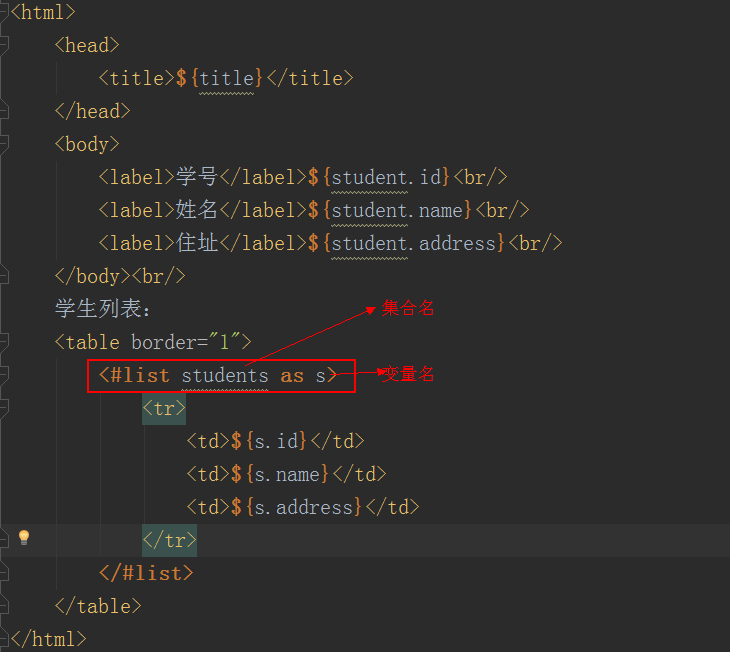 <html>
<head>
<title>${title}</title>
</head>
<body>
<label>学号</label>${student.id}<br/>
<label>姓名</label>${student.name}<br/>
<label>住址</label>${student.address}<br/>
</body><br/>
学生列表：
集合名
<table border="1">
<#list students as s>
变量名
<tr>
<td>${s.id}</td>
<td>${s.name}</td>
<td>${s.address}</td>
</tr>
</#list>
</table>
</html>